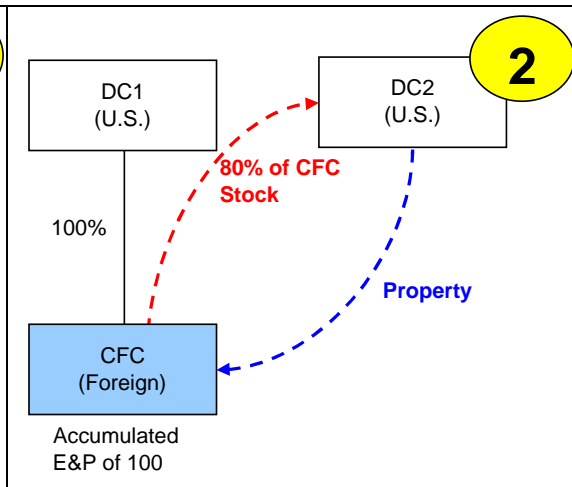 2
DC1
(U.S.)
DC2
(U.S.)
80% of CFC
Stock
100%
Property
CFC
(Foreign)
Accumulated
E&P of 100